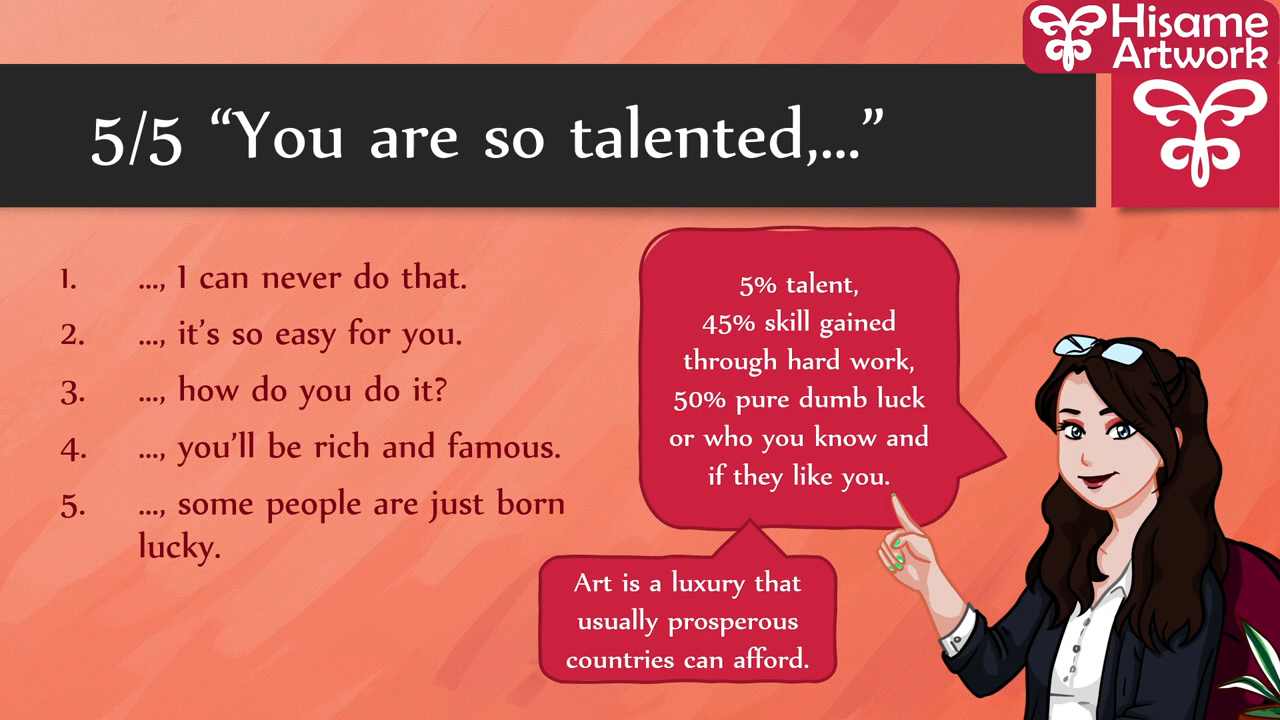 Hisame
Artwork
5/5 “You are so talented,...”
1. ..., I can never do that.
2. ..., it’s so easy for you.
3. ..., how do you do it?
4. ..., you’ll be rich and famous.
5. ..., some people are just born
lucky.
5% talent,
45% skill gained
through hard work,
50% pure dumb luck
or who you know and
if they like you.
Art is a luxury that
usually prosperous
countries can afford.